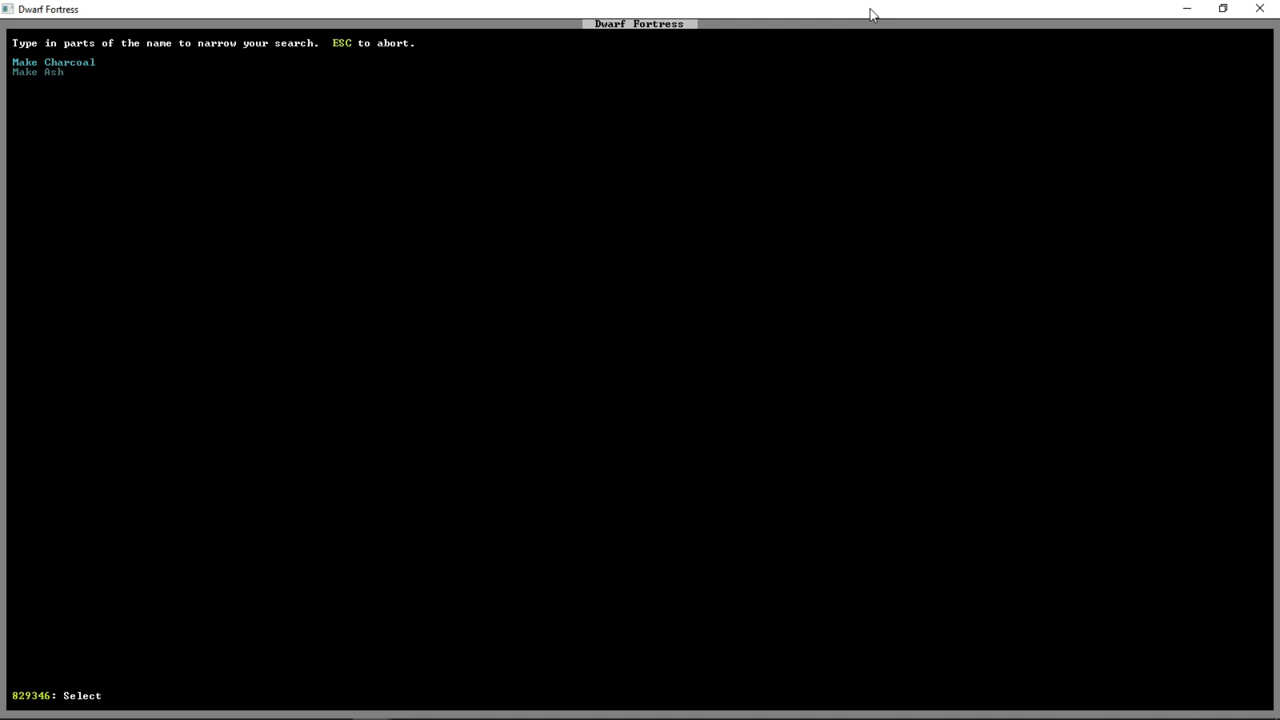 Dwarf Fortress
Dwarf Fortress
Type in parts of the name to narrow your search.  ESC to abort.
Make Charcoal
Make Ash
829346: Select